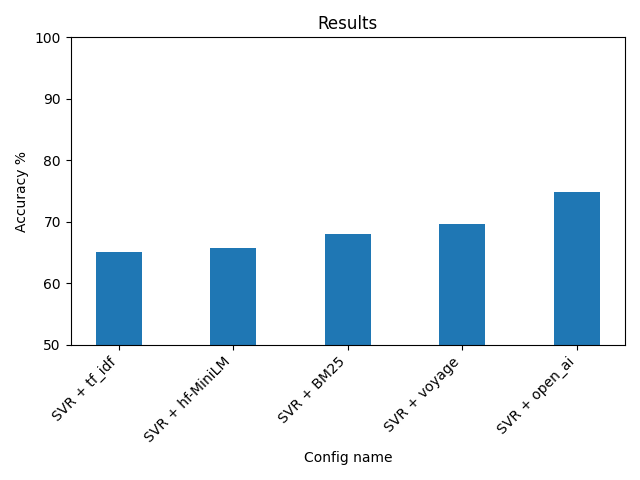 Results
100
90
80
70
60
50
Accuracy %
SVR + tf_idf
SVR + hf-MiniLM
SVR + BM25
SVR + voyage
SVR + open_ai
Config name